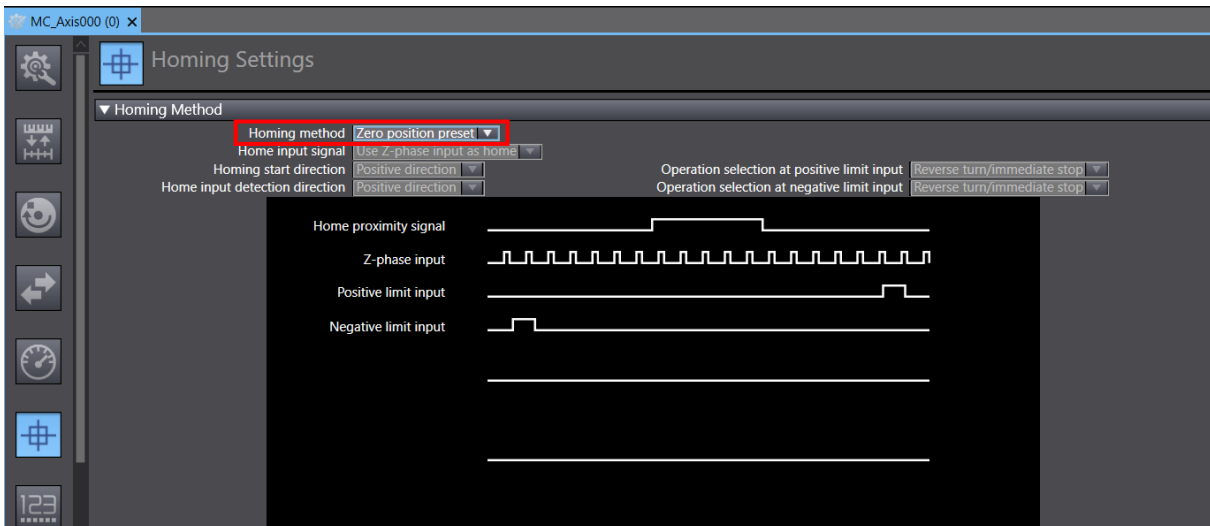 MC_Axis000 (0) ×
Homing Settings
▼ Homing Method
Homing method Zero position preset ▼
Home input signal Use Z-phase input as home ▼
Homing start direction Positive direction ▼ Operation selection at positive limit input Reverse turn/immediate stop ▼
Home input detection direction Positive direction ▼ Operation selection at negative limit input Reverse turn/immediate stop ▼
Home proximity signal
Z-phase input
Positive limit input
Negative limit input
123